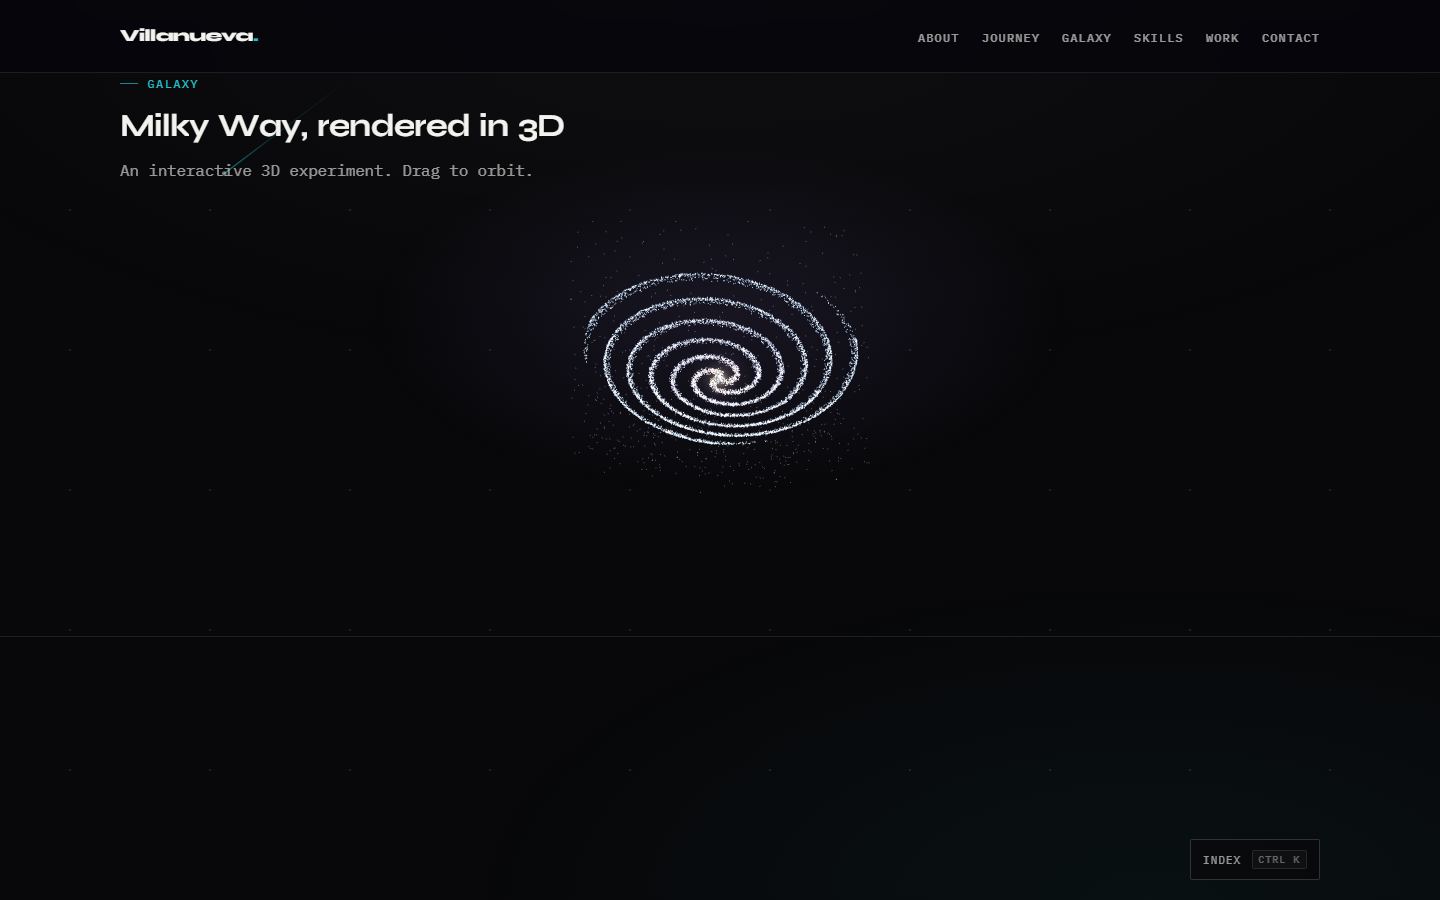 Villanueva.
ABOUT JOURNEY GALAXY SKILLS WORK CONTACT
GALAXY
Milky Way, rendered in 3D
An interactive 3D experiment. Drag to orbit.
INDEX CTRL K